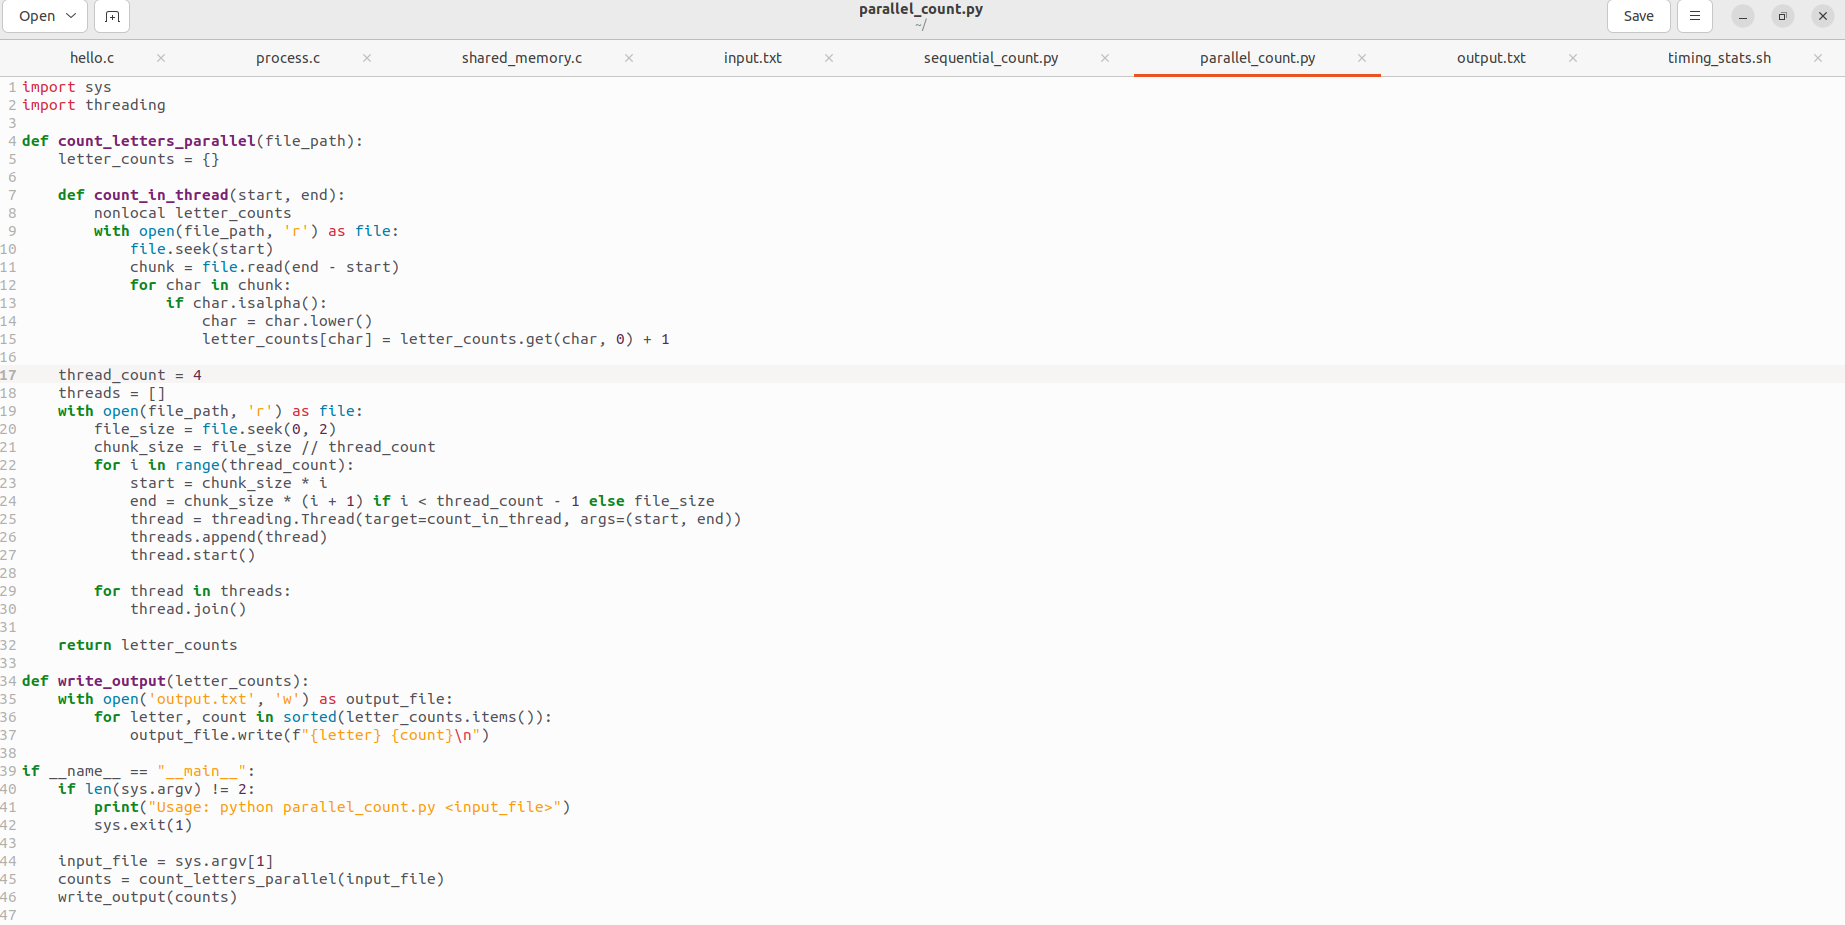 Open
parallel_count.py
~/
Save
hello.c
process.c
shared_memory.c
input.txt
sequential_count.py
parallel_count.py
output.txt
timing_stats.sh
1 import sys
2 import threading
3
4 def count_letters_parallel(file_path):
5     letter_counts = {}
6
7     def count_in_thread(start, end):
8         nonlocal letter_counts
9         with open(file_path, 'r') as file:
10             file.seek(start)
11             chunk = file.read(end - start)
12             for char in chunk:
13                 if char.isalpha():
14                     char = char.lower()
15                     letter_counts[char] = letter_counts.get(char, 0) + 1
16
17     thread_count = 4
18     threads = []
19     with open(file_path, 'r') as file:
20         file_size = file.seek(0, 2)
21         chunk_size = file_size // thread_count
22         for i in range(thread_count):
23             start = chunk_size * i
24             end = chunk_size * (i + 1) if i < thread_count - 1 else file_size
25             thread = threading.Thread(target=count_in_thread, args=(start, end))
26             threads.append(thread)
27             thread.start()
28
29         for thread in threads:
30             thread.join()
31
32     return letter_counts
33
34 def write_output(letter_counts):
35     with open('output.txt', 'w') as output_file:
36         for letter, count in sorted(letter_counts.items()):
37             output_file.write(f"{letter} {count}\n")
38
39 if __name__ == "__main__":
40     if len(sys.argv) != 2:
41         print("Usage: python parallel_count.py <input_file>")
42         sys.exit(1)
43
44     input_file = sys.argv[1]
45     counts = count_letters_parallel(input_file)
46     write_output(counts)
47